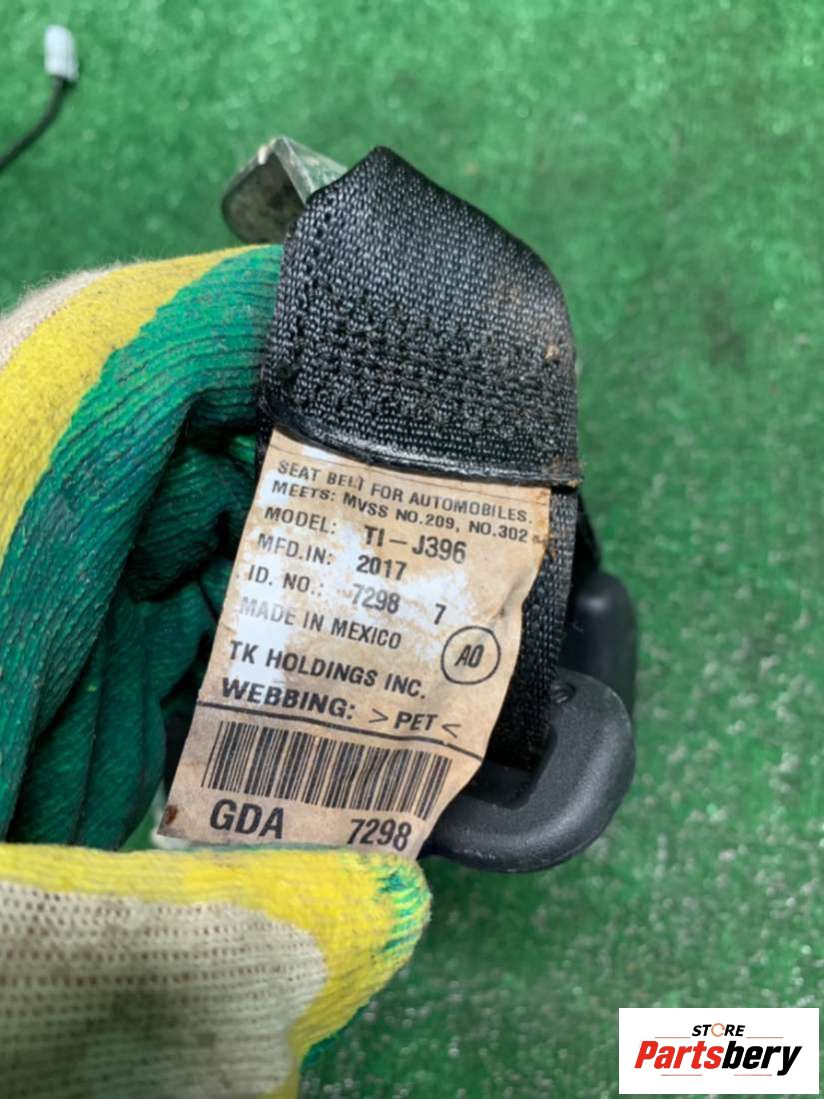 SEAT BELT FOR AUTOMOBILES.
MEETS: MVSS NO.209, NO.302
MODEL: TI-J396
MFD.IN: 2017
ID. NO.: 7298 7
MADE IN MEXICO
AO
TK HOLDINGS INC.
WEBBING: >PET<
GDA 7298
STORE
Partsbery